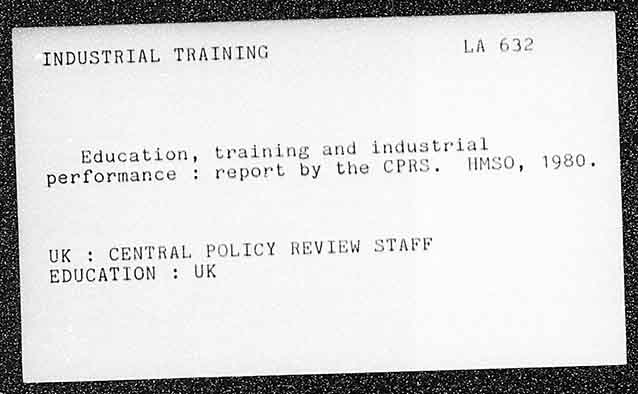 INDUSTRIAL TRAINING LA 632
Education, training and industrial
performance : report by the CPRS. HMSO, 1980.
UK : CENTRAL POLICY REVIEW STAFF
EDUCATION : UK